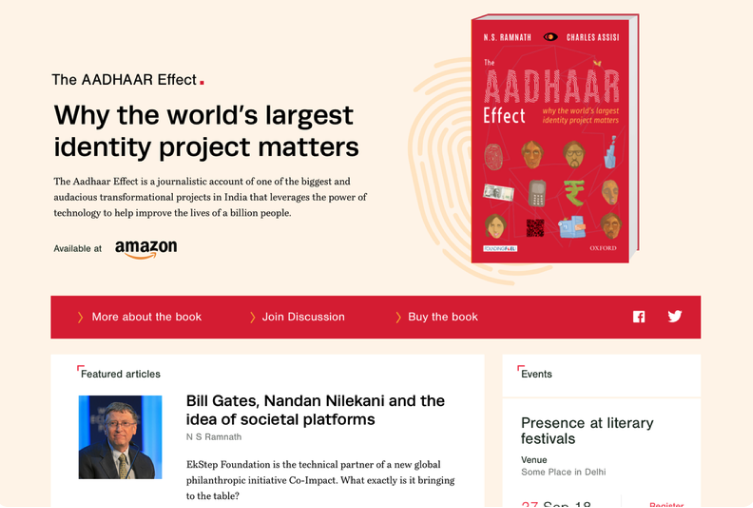 The AADHAAR Effect.
Why the world's largest
identity project matters
The Aadhaar Effect is a journalistic account of one of the biggest and
audacious transformational projects in India that leverages the power of
technology to help improve the lives of a billion people.
Available at amazon
N.S. RAMNATH CHARLES ASSISI
The
AADHAAR
Effect why the world's largest
identity project matters
OXFORD
More about the book Join Discussion Buy the book
Featured articles
Bill Gates, Nandan Nilekani and the
idea of societal platforms
N S Ramnath
EkStep Foundation is the technical partner of a new global
philanthropic initiative Co-Impact. What exactly is it bringing
to the table?
Events
Presence at literary
festivals
Venue
Some Place in Delhi
27 Sep 18 Register